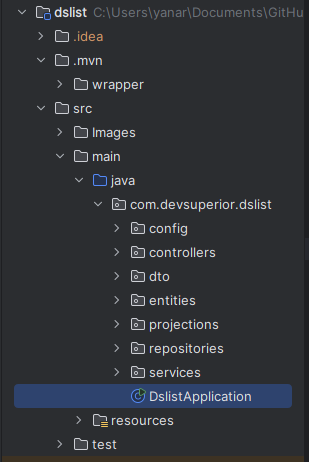 dslist C:\Users\yanar\Documents\GitHu
.idea
.mvn
wrapper
src
Images
main
java
com.devsuperior.dslist
config
controllers
dto
entities
projections
repositories
services
DslistApplication
resources
test